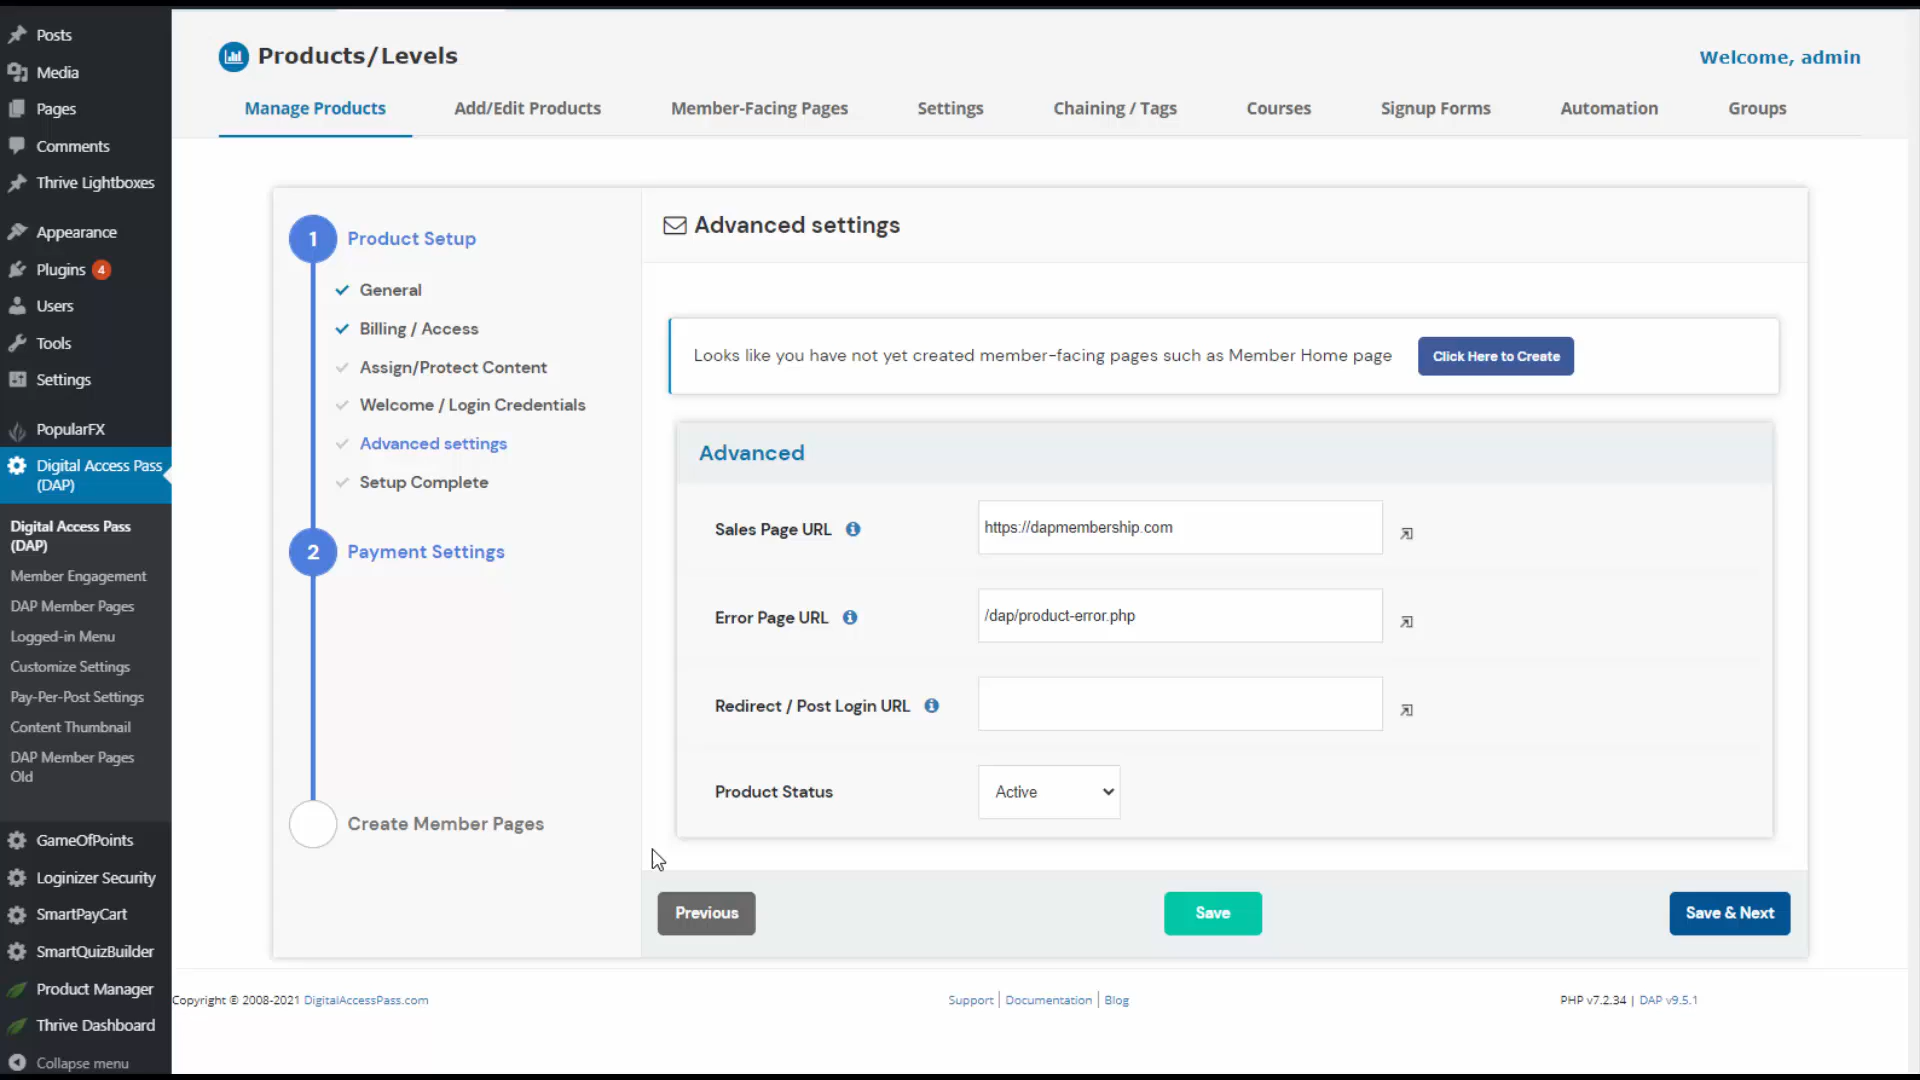 Posts
Media
Pages
Comments
Thrive Lightboxes
Appearance
Plugins 4
Users
Tools
Settings
PopularFX
Digital Access Pass
(DAP)
Digital Access Pass
(DAP)
Member Engagement
DAP Member Pages
Logged-in Menu
Customize Settings
Pay-Per-Post Settings
Content Thumbnail
DAP Member Pages
Old
GameOfPoints
Loginizer Security
SmartPayCart
SmartQuizBuilder
Product Manager
Thrive Dashboard
Collapse menu
Products/Levels
Welcome, admin
Manage Products
Add/Edit Products
Member-Facing Pages
Settings
Chaining / Tags
Courses
Signup Forms
Automation
Groups
1 Product Setup
General
Billing / Access
Assign/Protect Content
Welcome / Login Credentials
Advanced settings
Setup Complete
2 Payment Settings
Create Member Pages
Advanced settings
Looks like you have not yet created member-facing pages such as Member Home page
Click Here to Create
Advanced
Sales Page URL
https://dapmembership.com
Error Page URL
/dap/product-error.php
Redirect / Post Login URL
Product Status
Active
Previous
Save
Save & Next
Copyright © 2008-2021 DigitalAccessPass.com
Support | Documentation | Blog
PHP v7.2.34 | DAP v9.5.1